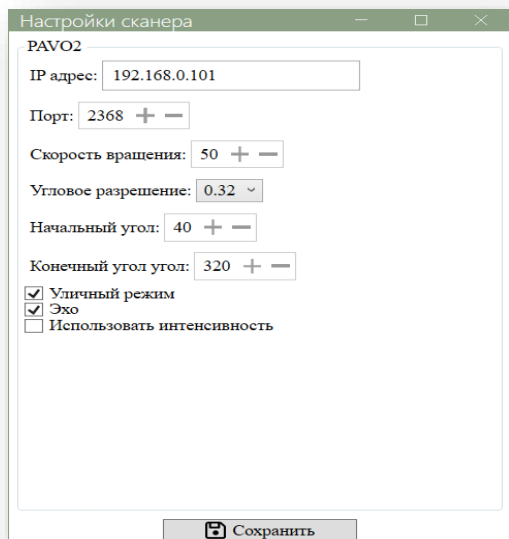 Настройки сканера
PAVO2
IP адрес: 192.168.0.101
Порт: 2368
Скорость вращения: 50
Угловое разрешение: 0.32
Начальный угол: 40
Конечный угол угол: 320
Уличный режим
Эхо
Использовать интенсивность
Сохранить